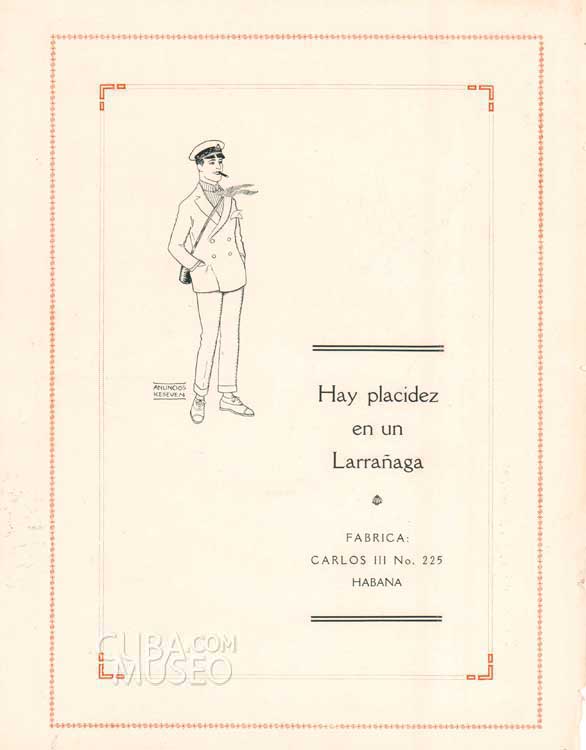 ANUNCIOS
KESEVEN
Hay placidez
en un
Larrañaga
FABRICA:
CARLOS III No. 225
HABANA
CUBA.COM
MUSEO